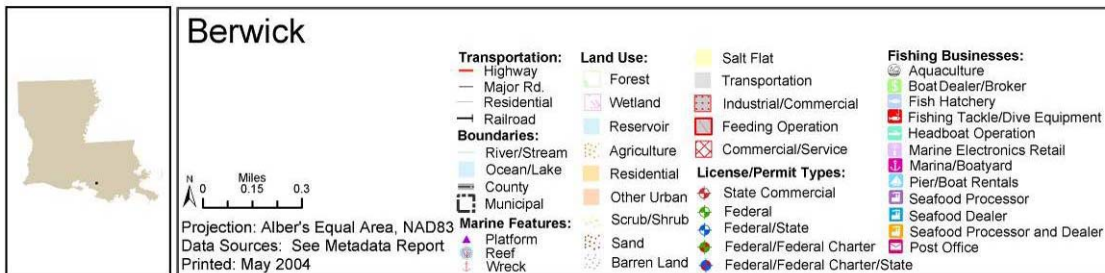 Berwick
N
Miles
0 0.15 0.3
Projection: Alber's Equal Area, NAD83
Data Sources: See Metadata Report
Printed: May 2004
Transportation:
Highway
Major Rd.
Residential
Railroad
Boundaries:
River/Stream
Ocean/Lake
County
Municipal
Marine Features:
Platform
Reef
Wreck
Land Use:
Forest
Wetland
Reservoir
Agriculture
Residential
Other Urban
Scrub/Shrub
Sand
Barren Land
Salt Flat
Transportation
Industrial/Commercial
Feeding Operation
Commercial/Service
License/Permit Types:
State Commercial
Federal
Federal/State
Federal/Federal Charter
Federal/Federal Charter/State
Fishing Businesses:
Aquaculture
Boat Dealer/Broker
Fish Hatchery
Fishing Tackle/Dive Equipment
Headboat Operation
Marine Electronics Retail
Marina/Boatyard
Pier/Boat Rentals
Seafood Processor
Seafood Dealer
Seafood Processor and Dealer
Post Office